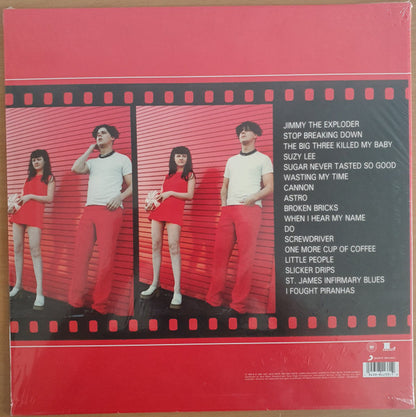 JIMMY THE EXPLODER
STOP BREAKING DOWN
THE BIG THREE KILLED MY BABY
SUZY LEE
SUGAR NEVER TASTED SO GOOD
WASTING MY TIME
CANNON
ASTRO
BROKEN BRICKS
WHEN I HEAR MY NAME
DO
SCREWDRIVER
ONE MORE CUP OF COFFEE
LITTLE PEOPLE
SLICKER DRIPS
ST. JAMES INFIRMARY BLUES
I FOUGHT PIRANHAS